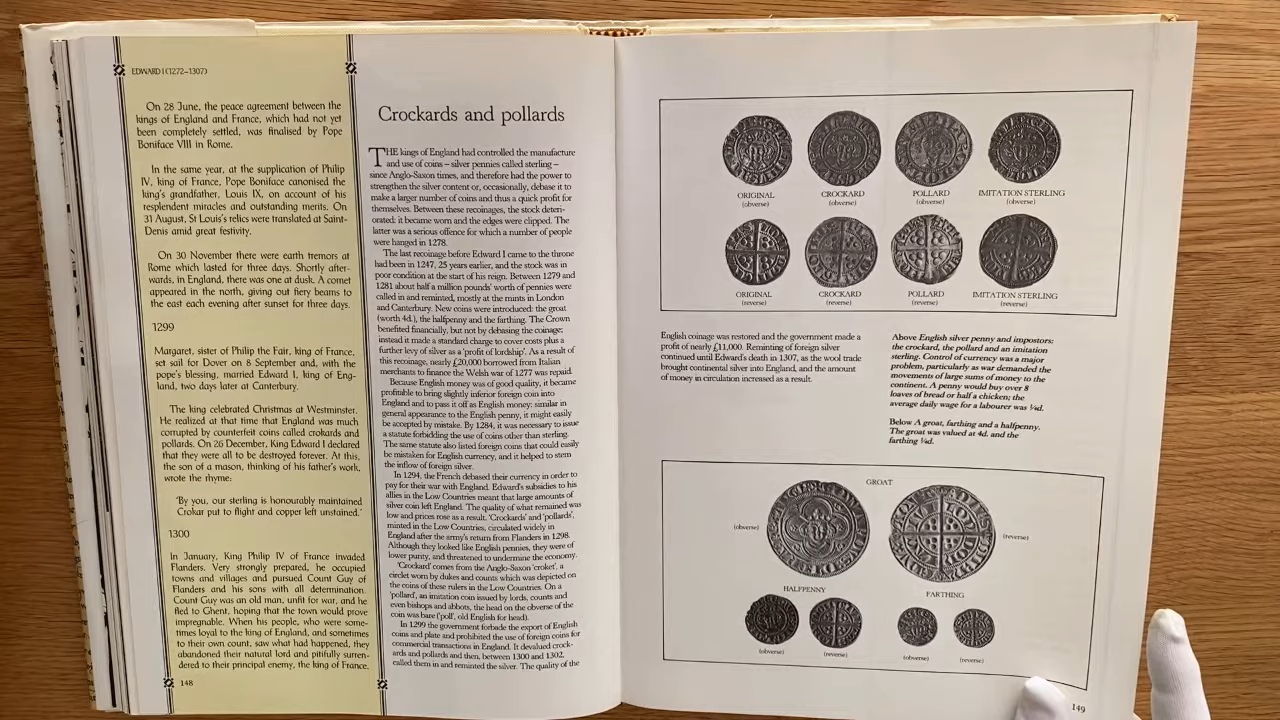 EDWARD I (1272–1307)
On 28 June, the peace agreement between the
kings of England and France, which had not yet
been completely settled, was finalised by Pope
Boniface VIII in Rome.
In the same year, at the supplication of Philip
IV, king of France, Pope Boniface canonised the
king's grandfather, Louis IX, on account of his
resplendent miracles and outstanding merits. On
31 August, St Louis's relics were translated at Saint-
Denis amid great festivity.
On 30 November there were earth tremors at
Rome which lasted for three days. Shortly after-
wards, in England, there was one at dusk. A comet
appeared in the north, giving out fiery beams to
the east each evening after sunset for three days.
1299
Margaret, sister of Philip the Fair, king of France,
set sail for Dover on 8 September and, with the
pope's blessing, married Edward I, king of Eng-
land, two days later at Canterbury.
The king celebrated Christmas at Westminster.
He realized at that time that England was much
corrupted by counterfeit coins called crokards and
pollards. On 26 December, King Edward I declared
that they were all to be destroyed forever. At this,
the son of a mason, thinking of his father's work,
wrote the rhyme:
'By you, our sterling is honourably maintained
Crokar put to flight and copper left unstained.'
1300
In January, King Philip IV of France invaded
Flanders. Very strongly prepared, he occupied
towns and villages and pursued Count Guy of
Flanders and his sons with all determination.
Count Guy was an old man, unfit for war, and he
fled to Ghent, hoping that the town would prove
impregnable. When his people, who were some-
times loyal to the king of England, and sometimes
to their own count, saw what had happened, they
abandoned their natural lord and pitifully surren-
dered to their principal enemy, the king of France.
148
Crockards and pollards
THE kings of England had controlled the manufacture
and use of coins – silver pennies called sterling –
since Anglo-Saxon times, and therefore had the power to
strengthen the silver content or, occasionally, debase it to
make a larger number of coins and thus a quick profit for
themselves. Between these recoinages, the stock deteri-
orated: it became worn and the edges were clipped. The
latter was a serious offence for which a number of people
were hanged in 1278.
The last recoinage before Edward I came to the throne
had been in 1247, 25 years earlier, and the stock was in
poor condition at the start of his reign. Between 1279 and
1281 about half a million pounds' worth of pennies were
called in and reminted, mostly at the mints in London
and Canterbury. New coins were introduced: the groat
(worth 4d.), the halfpenny and the farthing. The Crown
benefited financially, but not by debasing the coinage;
instead it made a standard charge to cover costs plus a
further levy of silver as a 'profit of lordship'. As a result of
this recoinage, nearly £20,000 borrowed from Italian
merchants to finance the Welsh war of 1277 was repaid.
Because English money was of good quality, it became
profitable to bring slightly inferior foreign coin into
England and to pass it off as English money: similar in
general appearance to the English penny, it might easily
be accepted by mistake. By 1284, it was necessary to issue
a statute forbidding the use of coins other than sterling.
The same statute also listed foreign coins that could easily
be mistaken for English currency, and it helped to stem
the inflow of foreign silver.
In 1294, the French debased their currency in order to
pay for their war with England. Edward's subsidies to his
allies in the Low Countries meant that large amounts of
silver coin left England. The quality of what remained was
low and prices rose as a result. 'Crockards' and 'pollards',
minted in the Low Countries, circulated widely in
England after the army's return from Flanders in 1298.
Although they looked like English pennies, they were of
lower purity, and threatened to undermine the economy.
'Crockard' comes from the Anglo-Saxon 'croket', a
circlet worn by dukes and counts which was depicted on
the coins of these rulers in the Low Countries. On a
'pollard', an imitation coin issued by lords, counts and
even bishops and abbots, the head on the obverse of the
coin was bare ('poll', old English for head).
In 1299 the government forbade the export of English
coins and plate and prohibited the use of foreign coins for
commercial transactions in England. It devalued crock-
ards and pollards and then, between 1300 and 1302,
called them in and reminted the silver. The quality of the
ORIGINAL
(obverse)
CROCKARD
(obverse)
POLLARD
(obverse)
IMITATION STERLING
(obverse)
ORIGINAL
(reverse)
CROCKARD
(reverse)
POLLARD
(reverse)
IMITATION STERLING
(reverse)
English coinage was restored and the government made a
profit of nearly £11,000. Reminting of foreign silver
continued until Edward's death in 1307, as the wool trade
brought continental silver into England, and the amount
of money in circulation increased as a result.
Above English silver penny and impostors:
the crockard, the pollard and an imitation
sterling. Control of currency was a major
problem, particularly as war demanded the
movements of large sums of money to the
continent. A penny would buy over 8
loaves of bread or half a chicken; the
average daily wage for a labourer was ¼d.
Below A groat, farthing and a halfpenny.
The groat was valued at 4d. and the
farthing ¼d.
GROAT
(obverse)
(reverse)
HALFPENNY
FARTHING
(obverse)
(reverse)
(obverse)
(reverse)
149